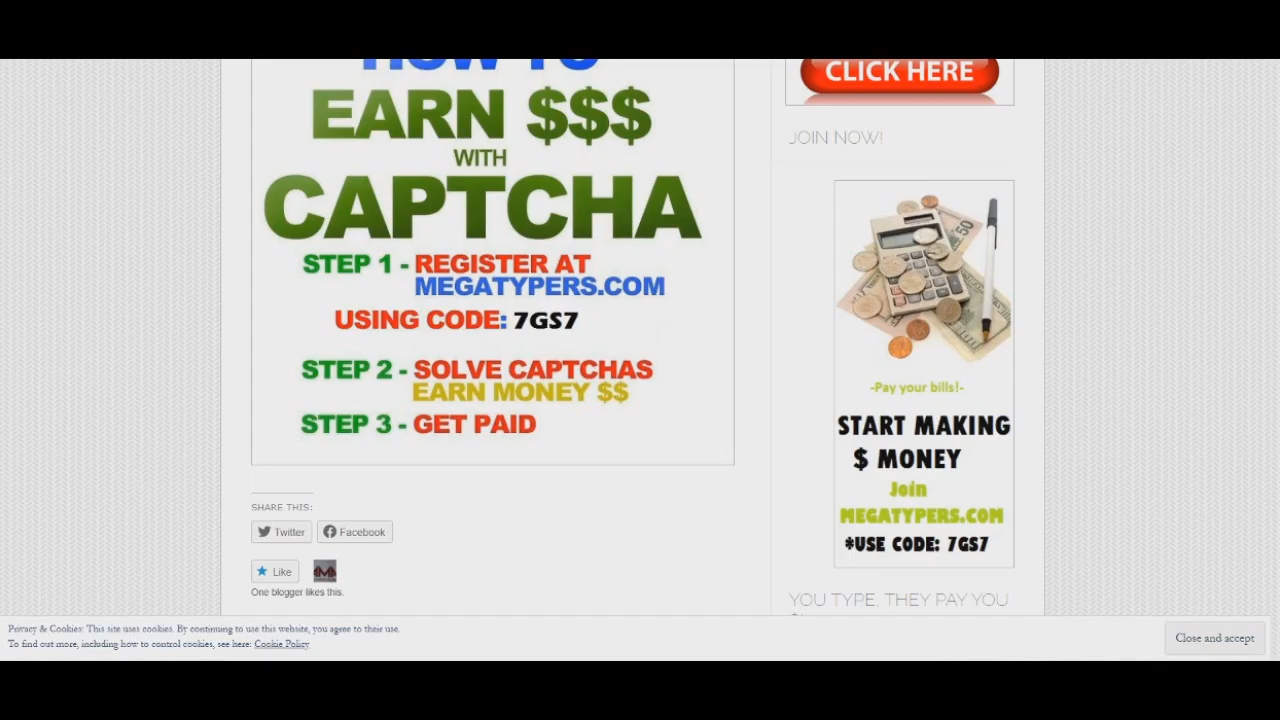 HOW TO
EARN $$$
WITH
CAPTCHA
STEP 1 - REGISTER AT
MEGATYPERS.COM
USING CODE: 7GS7
STEP 2 - SOLVE CAPTCHAS
EARN MONEY $$
STEP 3 - GET PAID
SHARE THIS:
Twitter
Facebook
Like
One blogger likes this.
CLICK HERE
JOIN NOW!
-Pay your bills!-
START MAKING
$ MONEY
Join
MEGATYPERS.COM
*USE CODE: 7GS7
YOU TYPE, THEY PAY YOU
Privacy & Cookies: This site uses cookies. By continuing to use this website, you agree to their use.
To find out more, including how to control cookies, see here: Cookie Policy
Close and accept